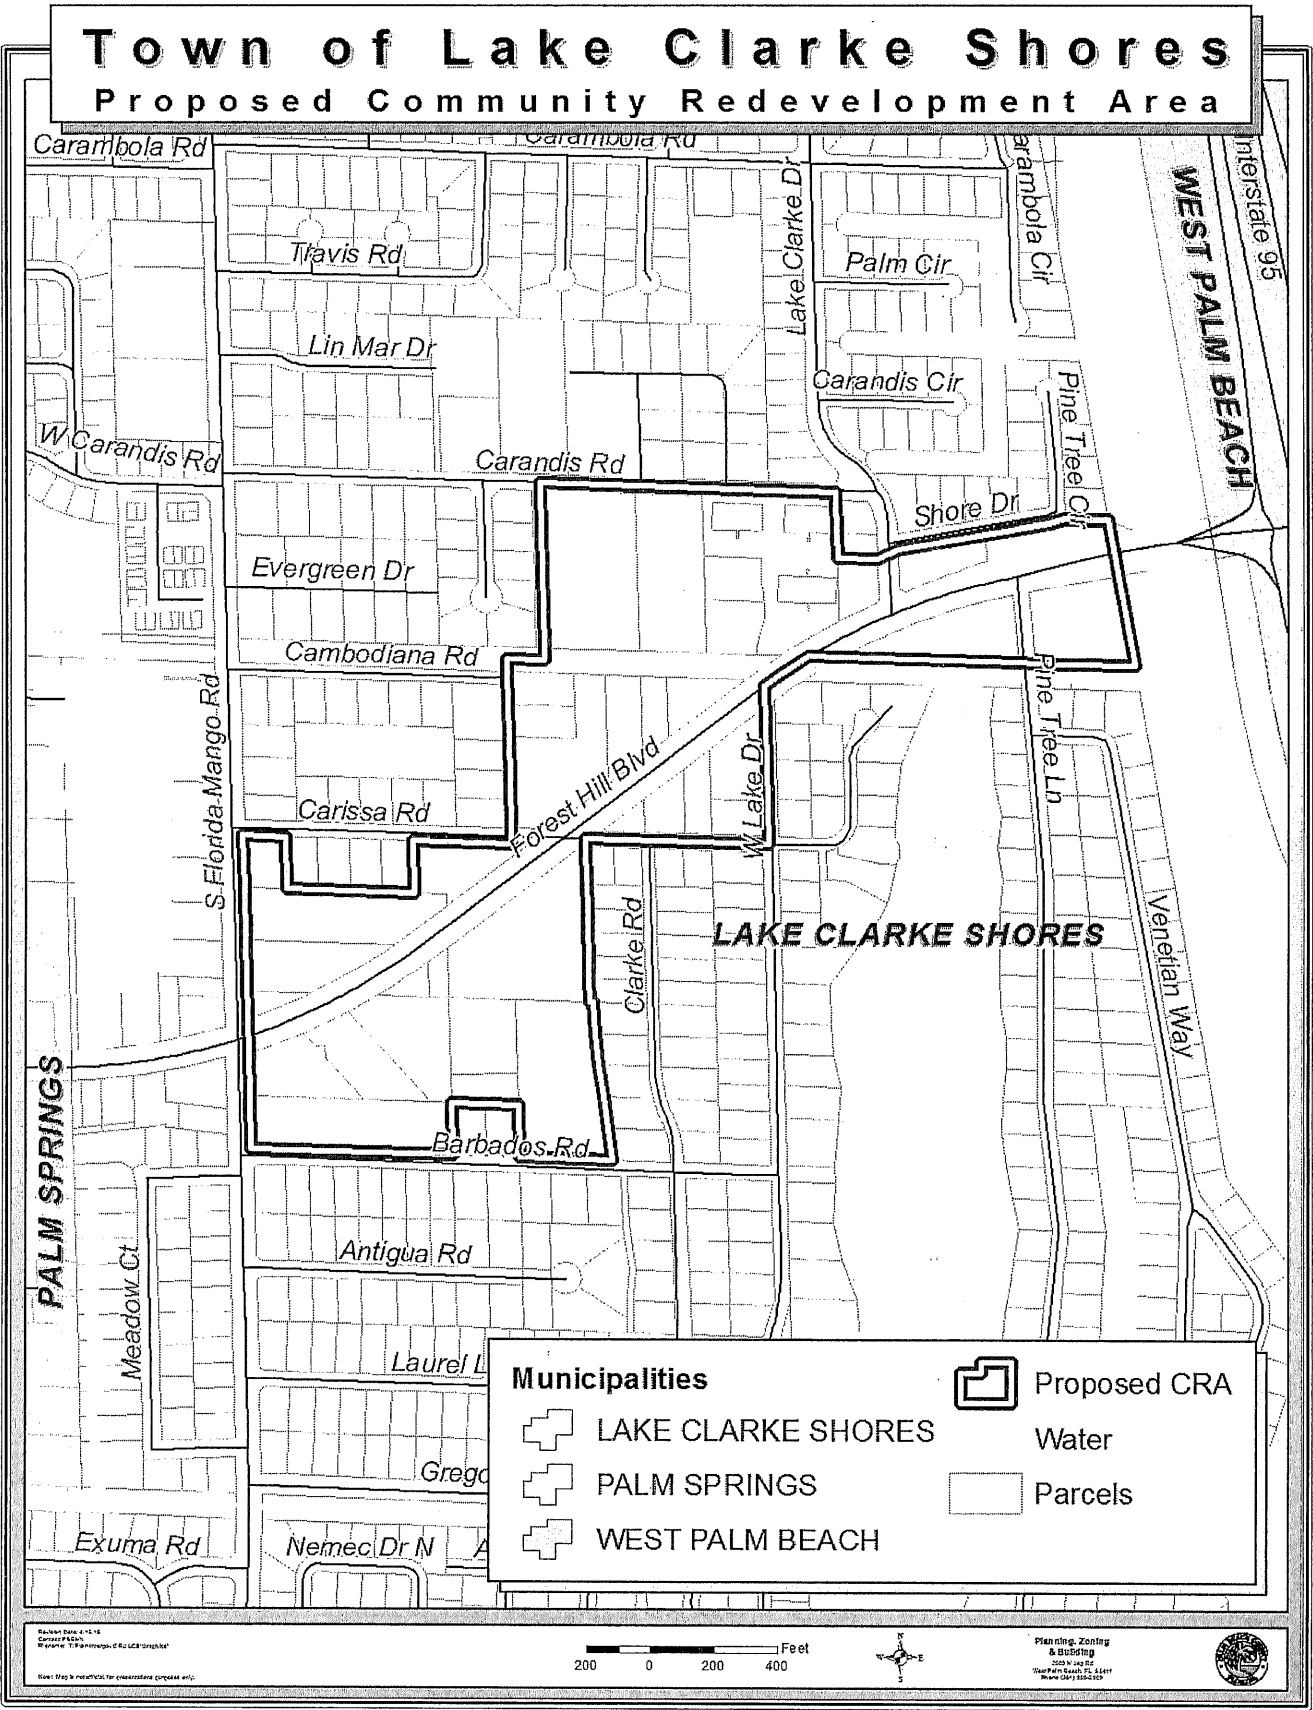 Town of Lake Clarke Shores
Proposed Community Redevelopment Area
Carambola Rd
Carambola Rd
Lake Clarke Dr
arambola Cir
WEST PALM BEACH
Interstate 95
Travis Rd
Palm Cir
Lin Mar Dr
Carandis Cir
Pine Tree C
W Carandis Rd
Carandis Rd
Shore Dr
Evergreen Dr
Cambodiana Rd
S Florida Mango Rd
Pine Tree Ln
Forest Hill Blvd
W Lake Dr
Carissa Rd
Clarke Rd
LAKE CLARKE SHORES
Venetian Way
PALM SPRINGS
Barbados Rd
Meadow Ct
Antigua Rd
Laurel L
Grego
Exuma Rd
Nemec Dr N
A
Municipalities
LAKE CLARKE SHORES
PALM SPRINGS
WEST PALM BEACH
Proposed CRA
Water
Parcels
200 0 200 400
Feet
N
W
E
S
Planning, Zoning
& Building